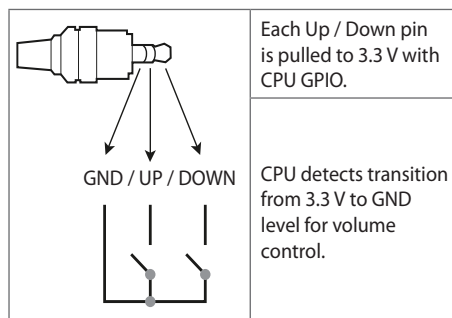 Each Up / Down pin
is pulled to 3.3 V with
CPU GPIO.
GND / UP / DOWN
CPU detects transition
from 3.3 V to GND
level for volume
control.